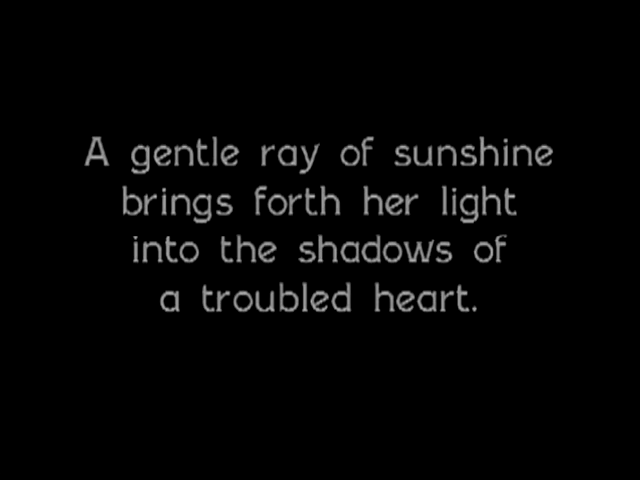 A gentle ray of sunshine
brings forth her light
into the shadows of
a troubled heart.